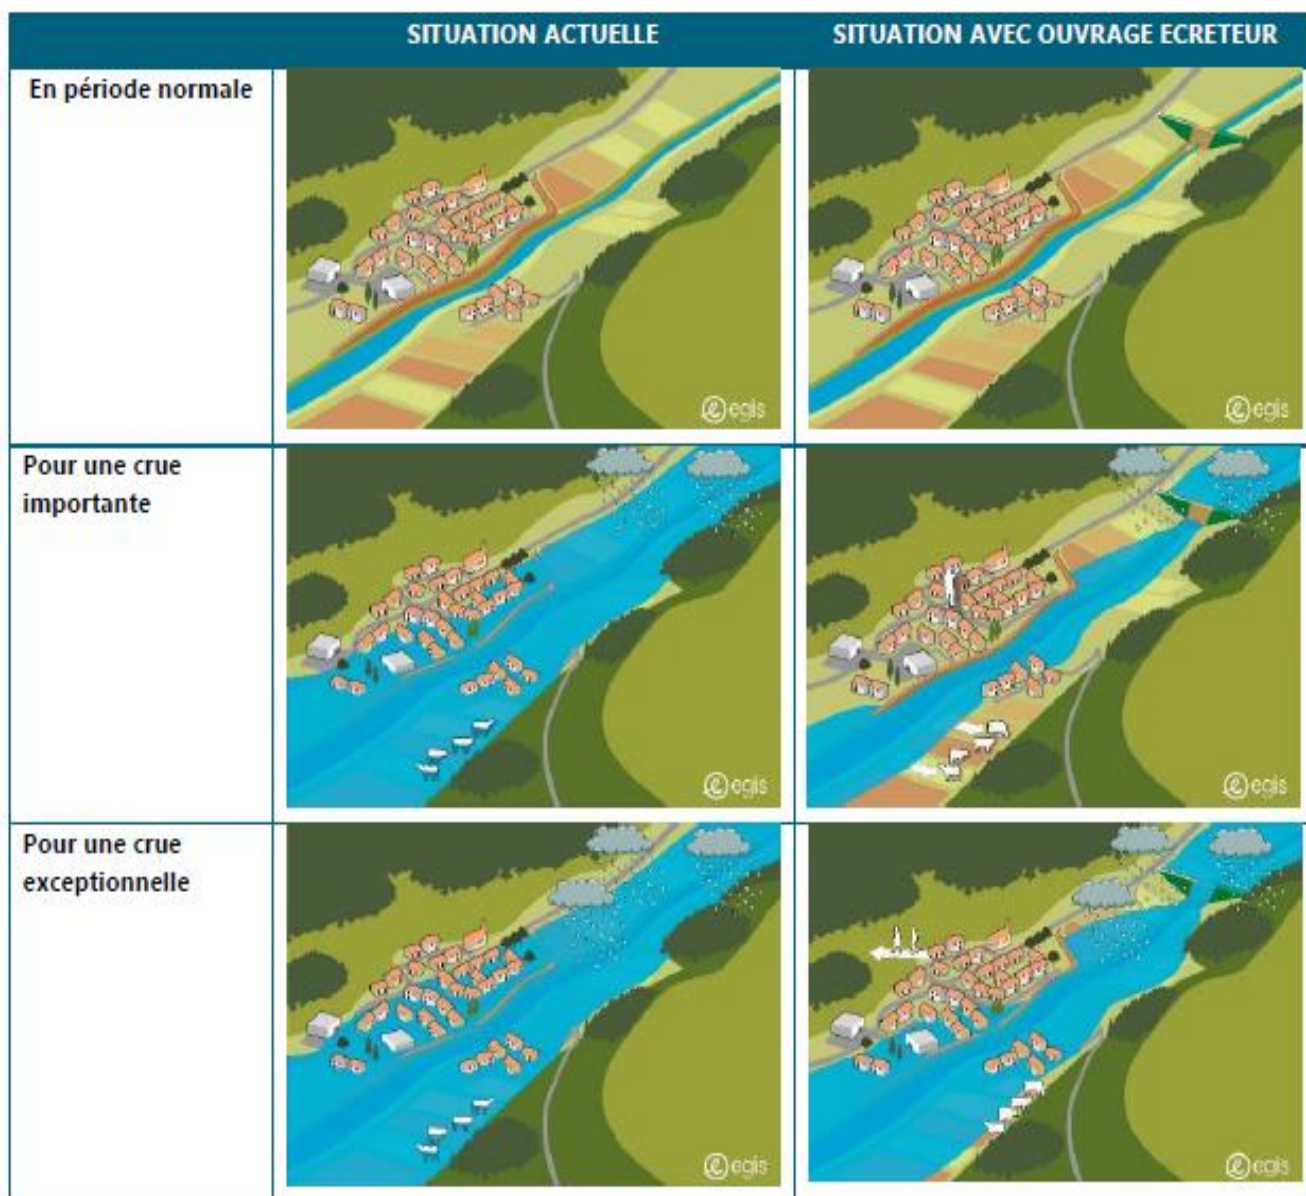 SITUATION ACTUELLE
SITUATION AVEC OUVRAGE ECRETEUR
En période normale
egis
egis
Pour une crue
importante
egis
egis
Pour une crue
exceptionnelle
egis
egis